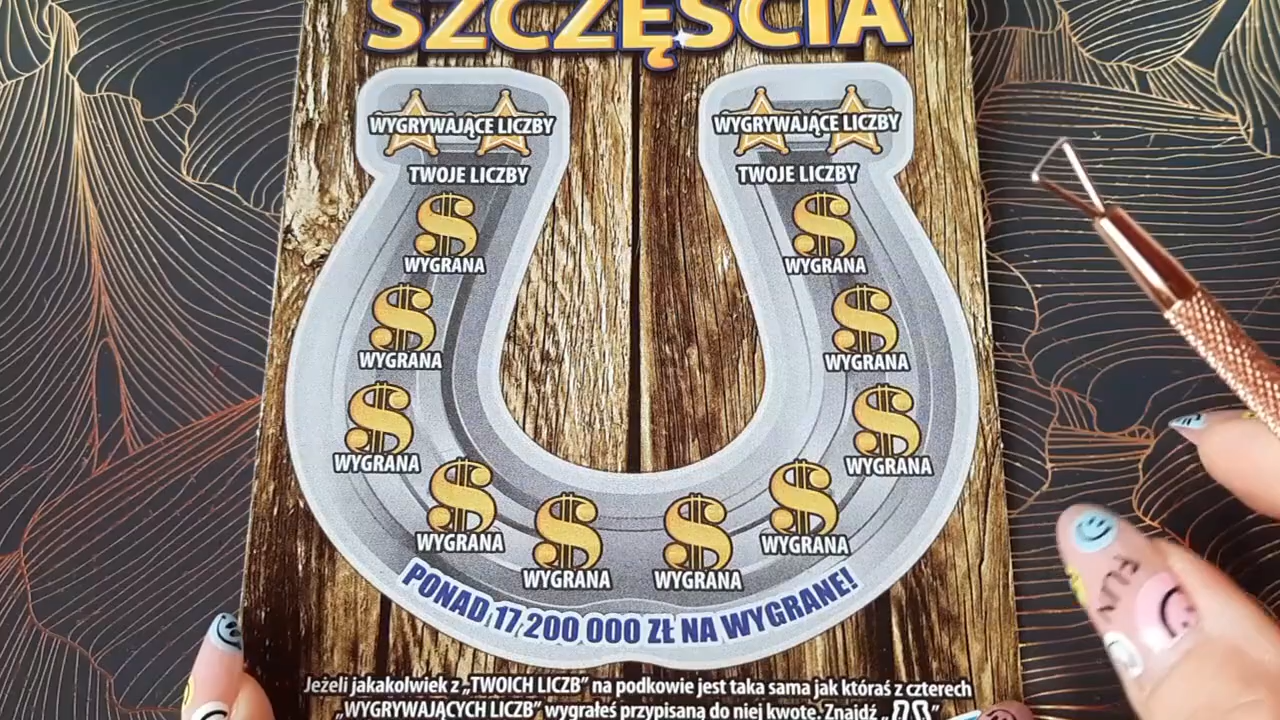 SZCZĘŚCIA
WYGRYWAJĄCE LICZBY
WYGRYWAJĄCE LICZBY
TWOJE LICZBY
TWOJE LICZBY
WYGRANA
WYGRANA
WYGRANA
WYGRANA
WYGRANA
WYGRANA
WYGRANA
WYGRANA
WYGRANA
WYGRANA
PONAD 17 200 000 ZŁ NA WYGRANE!
Jeżeli jakakolwiek z „TWOICH LICZB” na podkowie jest taka sama jak któraś z czterech
„WYGRYWAJĄCYCH LICZB” wygrałeś przypisaną do niej kwotę. Znajdź „
FUN